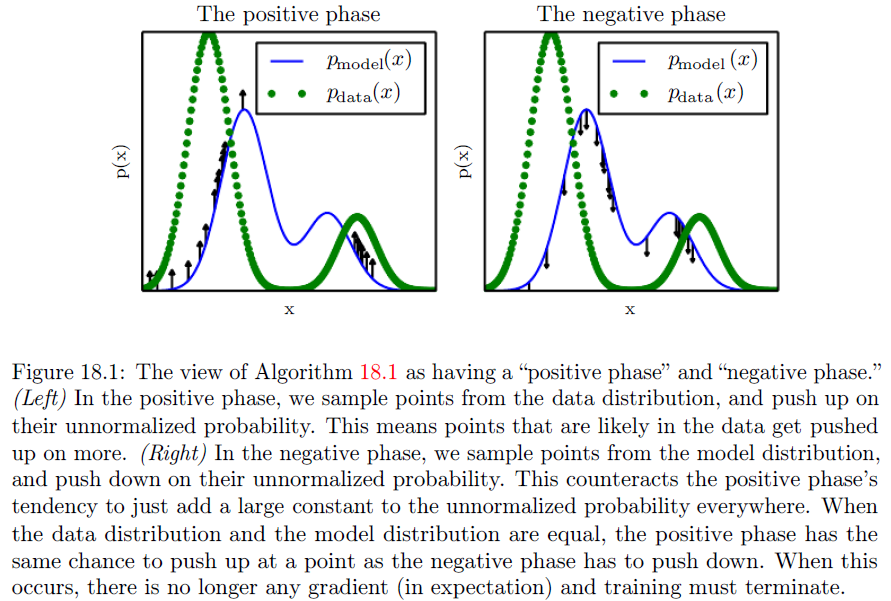 The positive phase
p_model(x)
p_data(x)
p(x)
x
The negative phase
p_model(x)
p_data(x)
p(x)
x
Figure 18.1: The view of Algorithm 18.1 as having a “positive phase” and “negative phase.”
(Left) In the positive phase, we sample points from the data distribution, and push up on
their unnormalized probability. This means points that are likely in the data get pushed
up on more. (Right) In the negative phase, we sample points from the model distribution,
and push down on their unnormalized probability. This counteracts the positive phase’s
tendency to just add a large constant to the unnormalized probability everywhere. When
the data distribution and the model distribution are equal, the positive phase has the
same chance to push up at a point as the negative phase has to push down. When this
occurs, there is no longer any gradient (in expectation) and training must terminate.